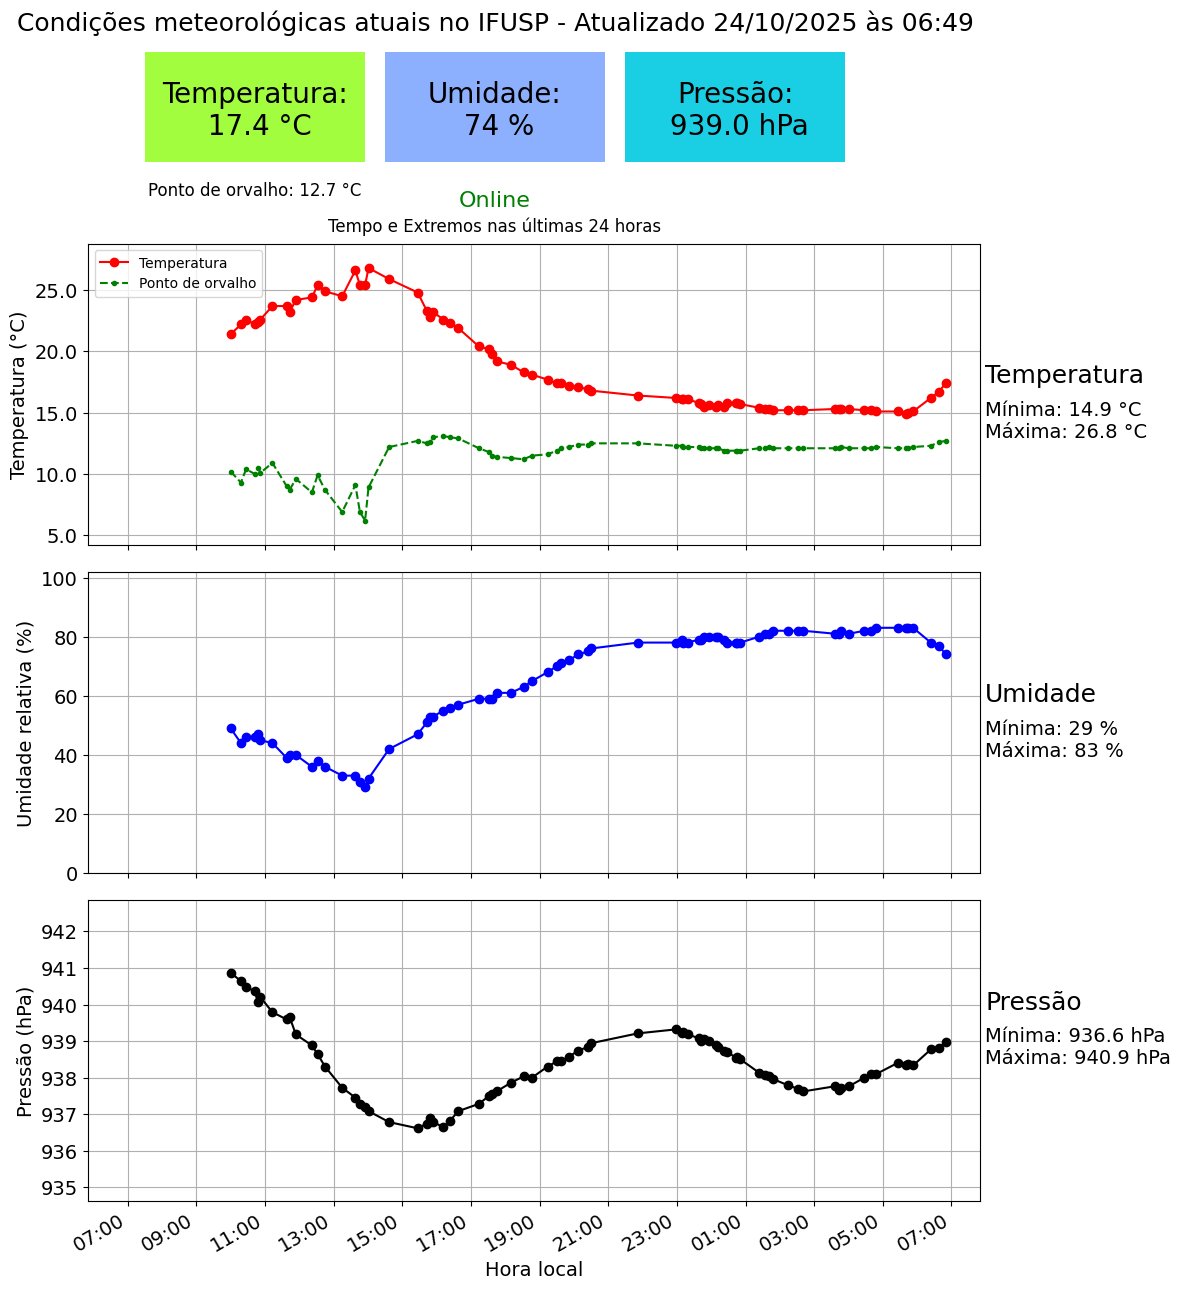 Condições meteorológicas atuais no IFUSP - Atualizado 24/10/2025 às 06:49
Temperatura:
17.4 °C
Umidade:
74 %
Pressão:
939.0 hPa
Ponto de orvalho: 12.7 °C
Online
Tempo e Extremos nas últimas 24 horas
Temperatura
Ponto de orvalho
Temperatura (°C)
25.0
20.0
15.0
10.0
5.0
Temperatura
Mínima: 14.9 °C
Máxima: 26.8 °C
Umidade relativa (%)
100
80
60
40
20
0
Umidade
Mínima: 29 %
Máxima: 83 %
Pressão (hPa)
942
941
940
939
938
937
936
935
Pressão
Mínima: 936.6 hPa
Máxima: 940.9 hPa
07:00 09:00 11:00 13:00 15:00 17:00 19:00 21:00 23:00 01:00 03:00 05:00 07:00
Hora local